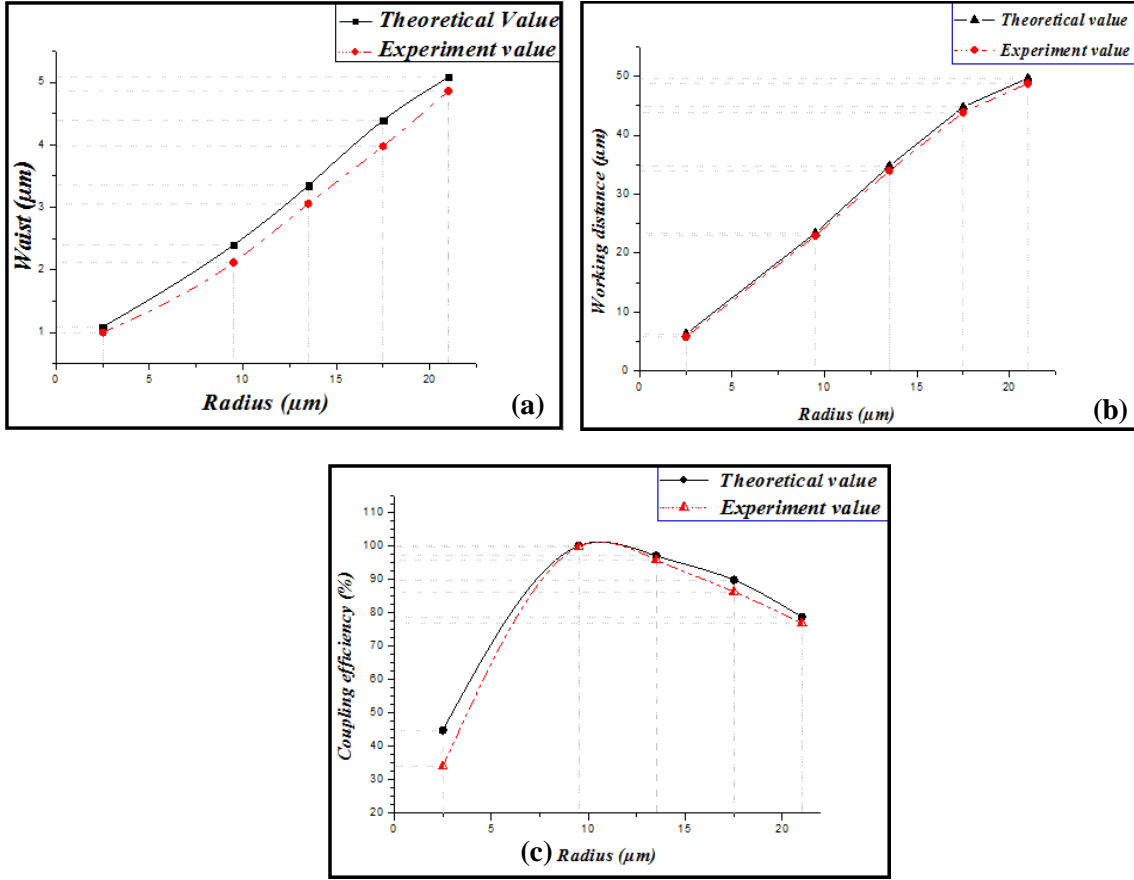 Theoretical Value
Experiment value
5
4
3
2
1
Waist (μm)
0 5 10 15 20
Radius (μm)
(a)
Theoretical value
Experiment value
50
40
30
20
10
0
Working distance (μm)
0 5 10 15 20
Radius (μm)
(b)
Theoretical value
Experiment value
110
100
90
80
70
60
50
40
30
20
Coupling efficiency (%)
0 5 10 15 20
(c) Radius (μm)